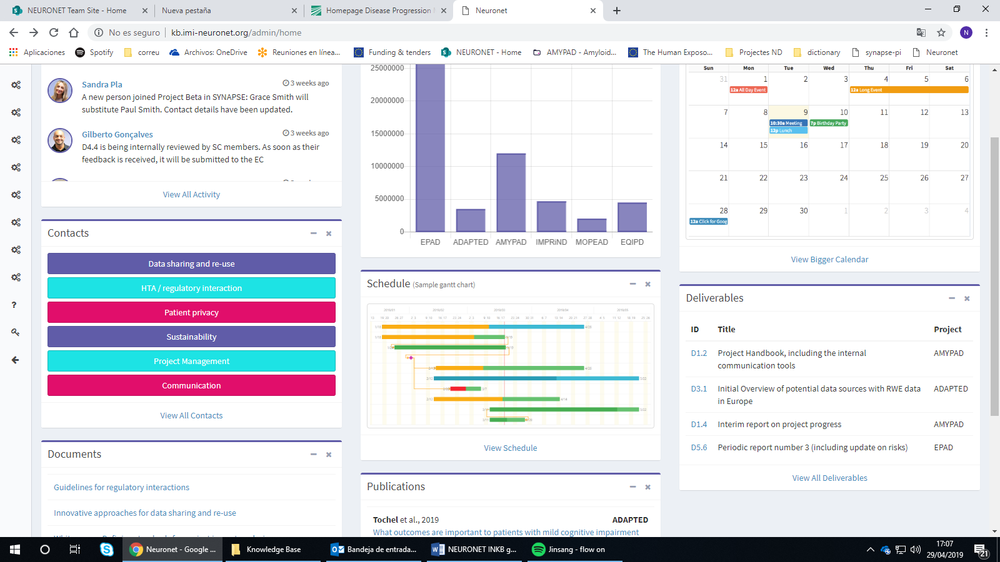 NEURONET Team Site - Home
Nueva pestaña
Homepage Disease Progression
Neuronet
No es seguro
kb.imi-neuronet.org/admin/home
N
Aplicaciones
Spotify
correu
Archivos: OneDrive
Reuniones en línea...
Funding & tenders
NEURONET - Home
AMYPAD - Amyloid...
The Human Exposo...
Projectes ND
dictionary
synapse-pi
Neuronet
Sandra Pla
3 weeks ago
A new person joined Project Beta in SYNAPSE: Grace Smith will
substitute Paul Smith. Contact details have been updated.
Gilberto Gonçalves
3 weeks ago
D4.4 is being internally reviewed by SC members. As soon as their
feedback is received, it will be submitted to the EC
View All Activity
Contacts
Data sharing and re-use
HTA / regulatory interaction
Patient privacy
Sustainability
Project Management
Communication
View All Contacts
Documents
Guidelines for regulatory interactions
Innovative approaches for data sharing and re-use
25000000
20000000
15000000
10000000
5000000
0
EPAD ADAPTED AMYPAD IMPRiND MOPEAD EQIPD
Schedule (Sample gantt chart)
2019/01 2019/02 2019/03 2019/04 2019/05
View Schedule
Publications
Tochel et al., 2019
ADAPTED
What outcomes are important to patients with mild cognitive impairment
Sun Mon Tue Wed Thu Fri Sat
31 1 2 3 4 5 6
12a All Day Event
12a Long Event
7 8 9 10 11 12 13
10:30a Meeting
7p Birthday Party
12p Lunch
14 15 16 17 18 19 20
21 22 23 24 25 26 27
28 29 30 1 2 3 4
12a Click for Goog
View Bigger Calendar
Deliverables
ID Title Project
D1.2 Project Handbook, including the internal AMYPAD
communication tools
D3.1 Initial Overview of potential data sources with RWE data ADAPTED
in Europe
D1.4 Interim report on project progress AMYPAD
D5.6 Periodic report number 3 (including update on risks) EPAD
View All Deliverables
Neuronet - Google ...
Knowledge Base
Bandeja de entrada...
NEURONET INKB g...
Jinsang - flow on
17:07
29/04/2019
21